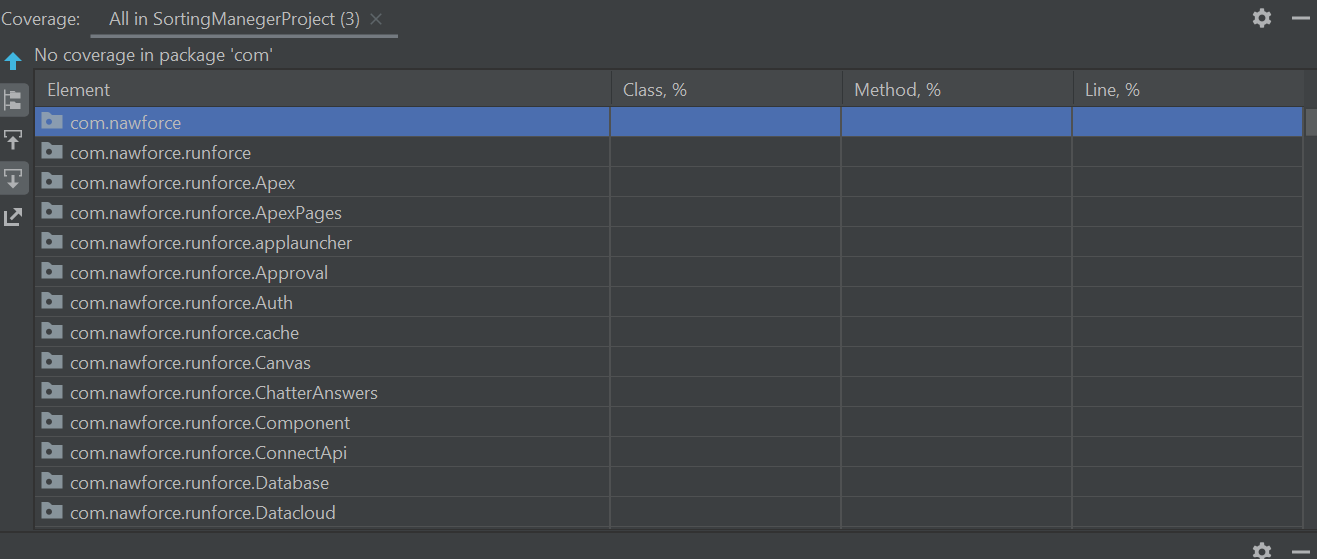 Coverage: All in SortingManegerProject (3)
No coverage in package 'com'
Element Class, % Method, % Line, %
com.nawforce
com.nawforce.runforce
com.nawforce.runforce.Apex
com.nawforce.runforce.ApexPages
com.nawforce.runforce.applauncher
com.nawforce.runforce.Approval
com.nawforce.runforce.Auth
com.nawforce.runforce.cache
com.nawforce.runforce.Canvas
com.nawforce.runforce.ChatterAnswers
com.nawforce.runforce.Component
com.nawforce.runforce.ConnectApi
com.nawforce.runforce.Database
com.nawforce.runforce.Datacloud